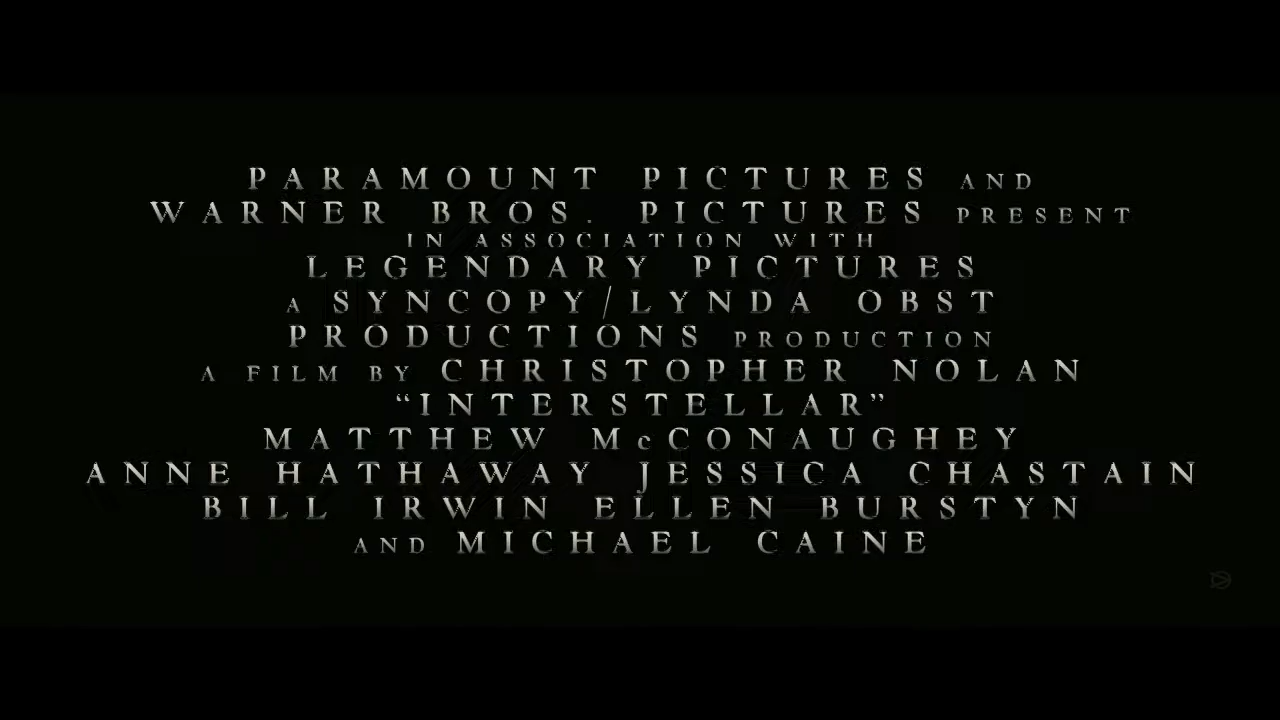 PARAMOUNT PICTURES AND
WARNER BROS. PICTURES PRESENT
IN ASSOCIATION WITH
LEGENDARY PICTURES
A SYNCOPY/LYNDA OBST
PRODUCTIONS PRODUCTION
A FILM BY CHRISTOPHER NOLAN
“INTERSTELLAR”
MATTHEW McCONAUGHEY
ANNE HATHAWAY JESSICA CHASTAIN
BILL IRWIN ELLEN BURSTYN
AND MICHAEL CAINE